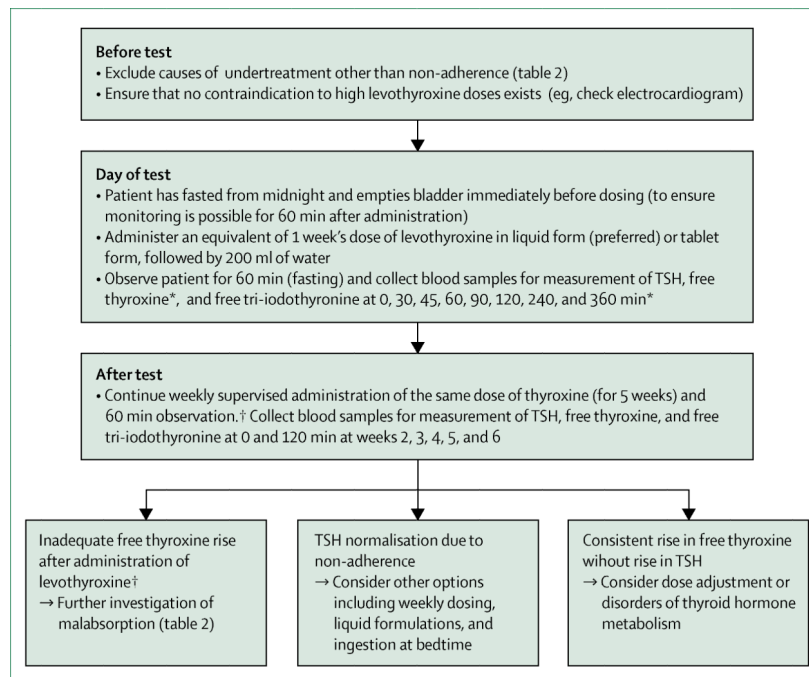 Before test
• Exclude causes of undertreatment other than non-adherence (table 2)
• Ensure that no contraindication to high levothyroxine doses exists (eg, check electrocardiogram)
Day of test
• Patient has fasted from midnight and empties bladder immediately before dosing (to ensure
monitoring is possible for 60 min after administration)
• Administer an equivalent of 1 week's dose of levothyroxine in liquid form (preferred) or tablet
form, followed by 200 ml of water
• Observe patient for 60 min (fasting) and collect blood samples for measurement of TSH, free
thyroxine*, and free tri-iodothyronine at 0, 30, 45, 60, 90, 120, 240, and 360 min*
After test
• Continue weekly supervised administration of the same dose of thyroxine (for 5 weeks) and
60 min observation.† Collect blood samples for measurement of TSH, free thyroxine, and free
tri-iodothyronine at 0 and 120 min at weeks 2, 3, 4, 5, and 6
Inadequate free thyroxine rise
after administration of
levothyroxine†
→ Further investigation of
malabsorption (table 2)
TSH normalisation due to
non-adherence
→ Consider other options
including weekly dosing,
liquid formulations, and
ingestion at bedtime
Consistent rise in free thyroxine
wihout rise in TSH
→ Consider dose adjustment or
disorders of thyroid hormone
metabolism